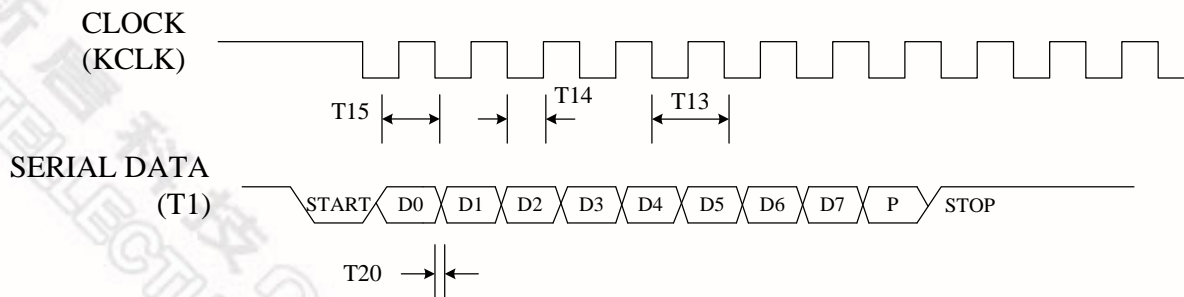 CLOCK
(KCLK)
T15
T14
T13
SERIAL DATA
(T1)
START
D0
D1
D2
D3
D4
D5
D6
D7
P
STOP
T20